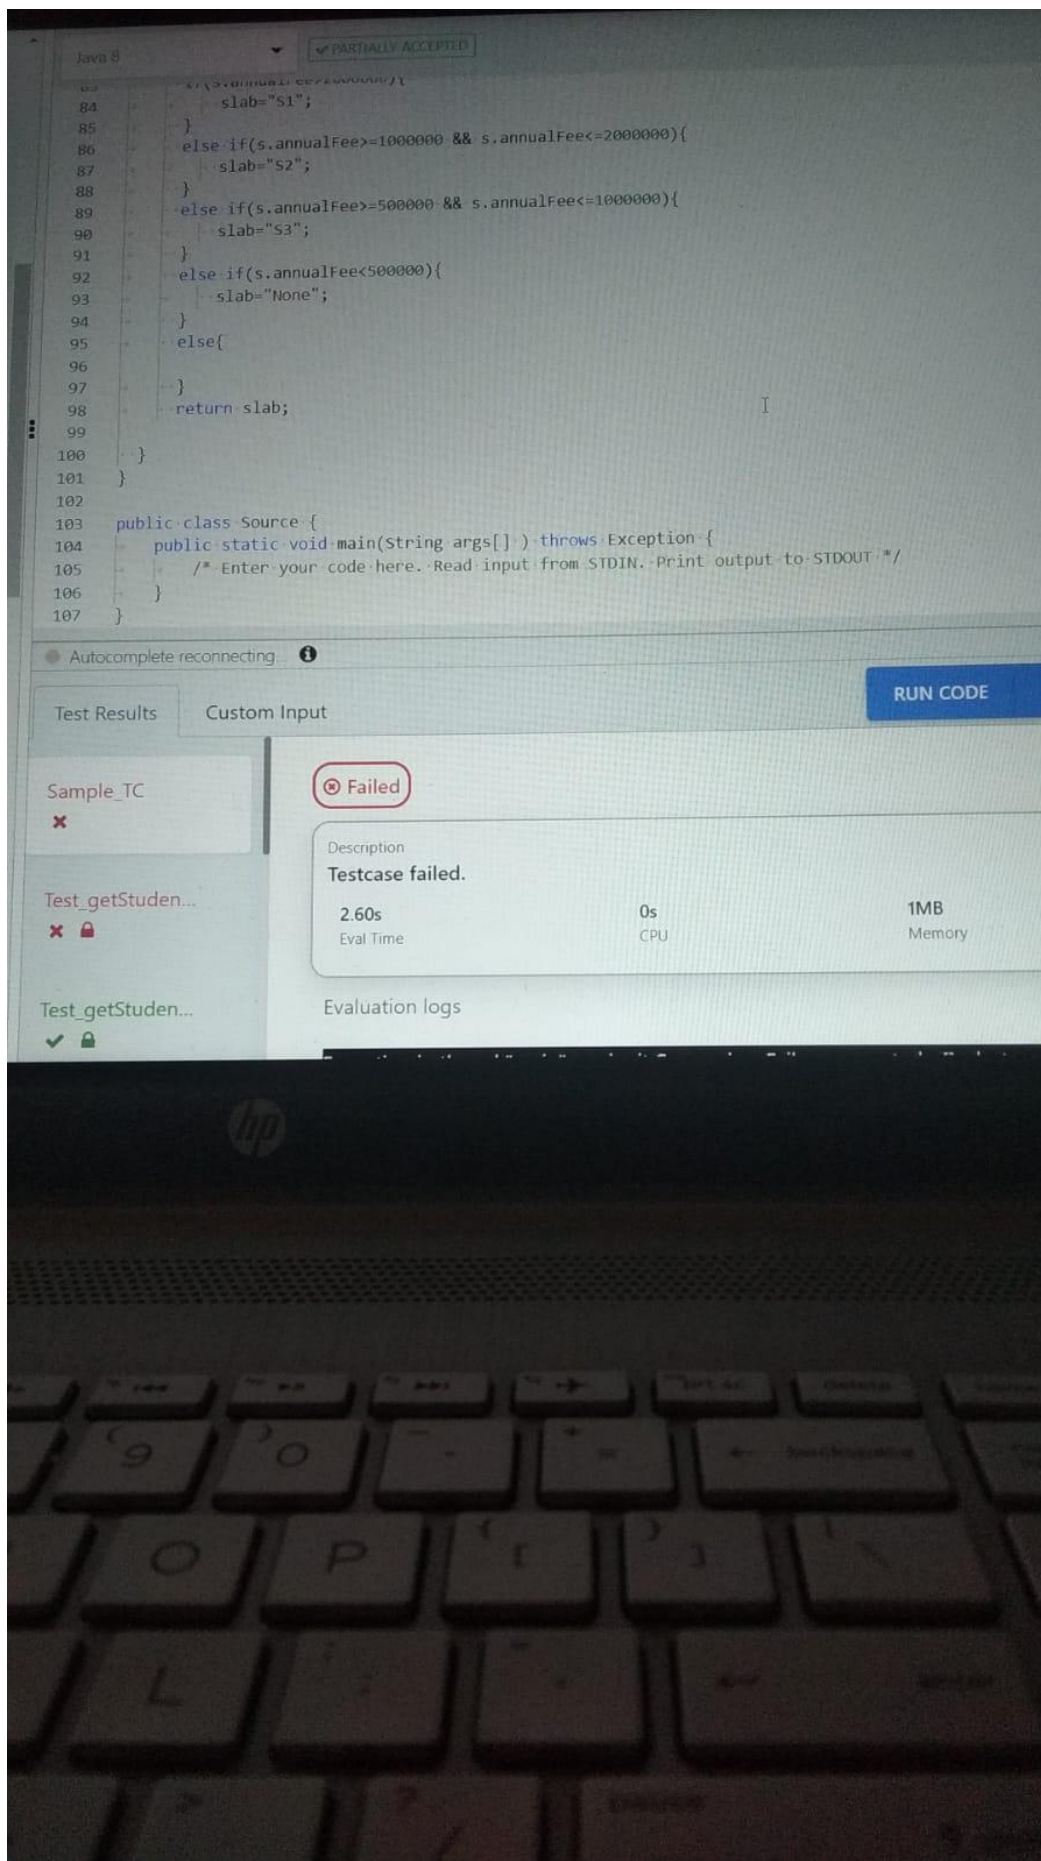 Java 8
✔ PARTIALLY ACCEPTED
84 slab="S1";
85 }
86 else if(s.annualFee>=1000000 && s.annualFee<=2000000){
87 slab="S2";
88 }
89 else if(s.annualFee>=500000 && s.annualFee<=1000000){
90 slab="S3";
91 }
92 else if(s.annualFee<500000){
93 slab="None";
94 }
95 else{
96
97 }
98 return slab;
99
100 }
101 }
102
103 public class Source {
104 public static void main(String args[] ) throws Exception {
105 /* Enter your code here. Read input from STDIN. Print output to STDOUT */
106 }
107 }
Autocomplete reconnecting...
RUN CODE
Test Results
Custom Input
Sample_TC
Failed
Description
Testcase failed.
Test_getStuden...
2.60s
0s
1MB
Eval Time
CPU
Memory
Test_getStuden...
Evaluation logs
hp
9
( ) 0
- =
O P { [ } ] \
L